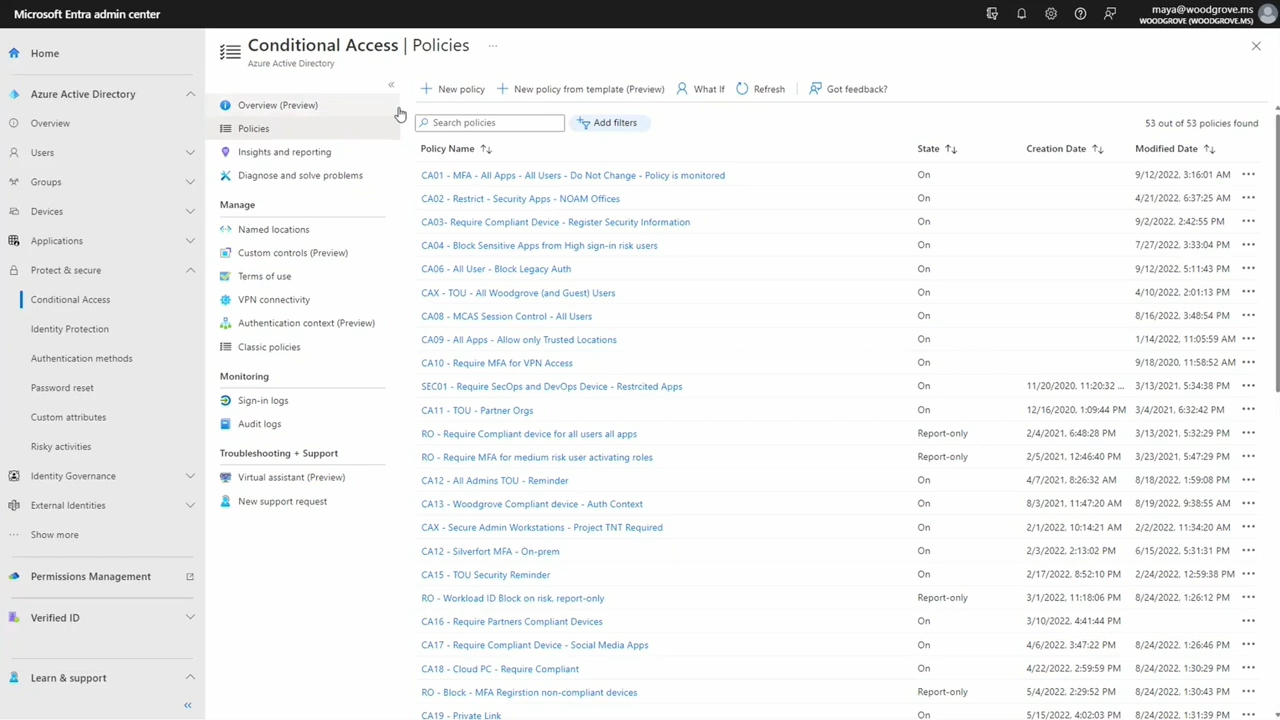 Microsoft Entra admin center
maya@woodgrove.ms
WOODGROVE (WOODGROVE.MS)
Home
Azure Active Directory
Overview
Users
Groups
Devices
Applications
Protect & secure
Conditional Access
Identity Protection
Authentication methods
Password reset
Custom attributes
Risky activities
Identity Governance
External Identities
Show more
Permissions Management
Verified ID
Learn & support
Conditional Access | Policies
Azure Active Directory
Overview (Preview)
Policies
Insights and reporting
Diagnose and solve problems
Manage
Named locations
Custom controls (Preview)
Terms of use
VPN connectivity
Authentication context (Preview)
Classic policies
Monitoring
Sign-in logs
Audit logs
Troubleshooting + Support
Virtual assistant (Preview)
New support request
New policy New policy from template (Preview) What If Refresh Got feedback?
Search policies Add filters 53 out of 53 policies found
Policy Name State Creation Date Modified Date
CA01 - MFA - All Apps - All Users - Do Not Change - Policy is monitored On 9/12/2022, 3:16:01 AM
CA02 - Restrict - Security Apps - NOAM Offices On 4/21/2022, 6:37:25 AM
CA03- Require Compliant Device - Register Security Information On 9/2/2022, 2:42:55 PM
CA04 - Block Sensitive Apps from High sign-in risk users On 7/27/2022, 3:33:04 PM
CA06 - All User - Block Legacy Auth On 9/12/2022, 5:11:43 PM
CAX - TOU - All Woodgrove (and Guest) Users On 4/10/2022, 2:01:13 PM
CA08 - MCAS Session Control - All Users On 8/16/2022, 3:48:54 PM
CA09 - All Apps - Allow only Trusted Locations On 1/14/2022, 11:05:59 AM
CA10 - Require MFA for VPN Access On 9/18/2020, 11:58:52 AM
SEC01 - Require SecOps and DevOps Device - Restrcited Apps On 11/20/2020, 11:20:32 ... 3/13/2021, 5:34:38 PM
CA11 - TOU - Partner Orgs On 12/16/2020, 1:09:44 PM 3/4/2021, 6:32:42 PM
RO - Require Compliant device for all users all apps Report-only 2/4/2021, 6:48:28 PM 3/13/2021, 5:32:29 PM
RO - Require MFA for medium risk user activating roles Report-only 2/5/2021, 12:46:40 PM 3/23/2021, 5:47:29 PM
CA12 - All Admins TOU - Reminder On 4/7/2021, 8:26:32 AM 8/18/2022, 1:59:08 PM
CA13 - Woodgrove Compliant device - Auth Context On 8/3/2021, 11:47:20 AM 8/19/2022, 9:38:55 AM
CAX - Secure Admin Workstations - Project TNT Required On 2/1/2022, 10:14:21 AM 2/2/2022, 11:34:20 AM
CA12 - Silverfort MFA - On-prem On 2/3/2022, 2:13:02 PM 6/15/2022, 5:31:31 PM
CA15 - TOU Security Reminder On 2/17/2022, 8:52:10 PM 2/24/2022, 12:59:38 PM
RO - Workload ID Block on risk, report-only Report-only 3/1/2022, 11:18:06 PM 8/24/2022, 1:26:12 PM
CA16 - Require Partners Compliant Devices On 3/10/2022, 4:41:44 PM
CA17 - Require Compliant Device - Social Media Apps On 4/6/2022, 3:47:22 PM 8/24/2022, 1:26:46 PM
CA18 - Cloud PC - Require Compliant On 4/22/2022, 2:59:59 PM 8/24/2022, 1:30:29 PM
RO - Block - MFA Regirstion non-compliant devices Report-only 5/4/2022, 2:29:52 PM 8/24/2022, 1:30:43 PM
CA19 - Private Link On 5/15/2022, 4:02:03 PM 8/24/2022, 1:31:39 PM